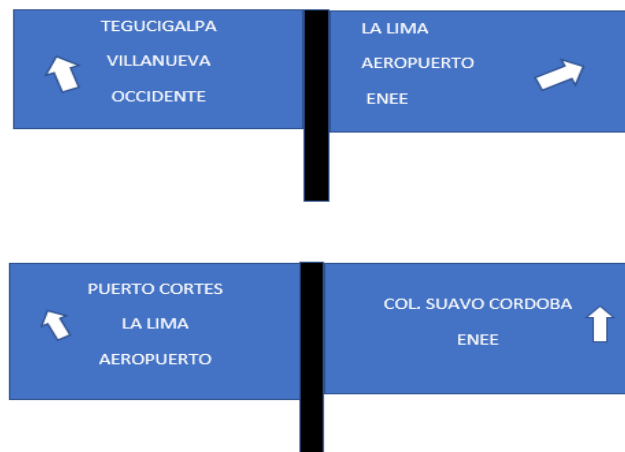 TEGUCIGALPA
VILLANUEVA
OCCIDENTE
LA LIMA
AEROPUERTO
ENEE
PUERTO CORTES
LA LIMA
AEROPUERTO
COL. SUAVO CORDOBA
ENEE